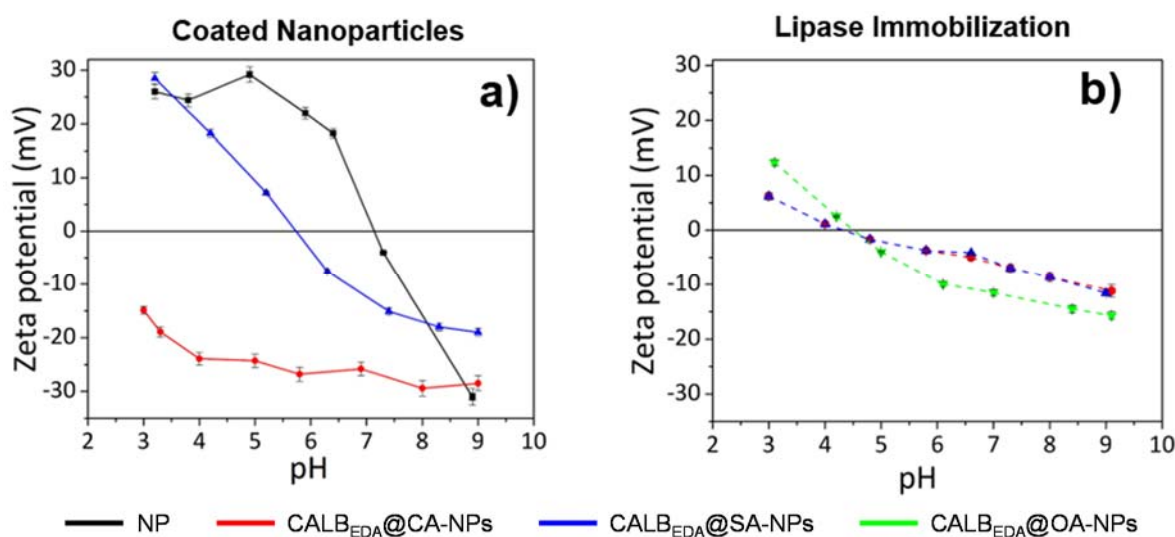 Coated Nanoparticles
Lipase Immobilization
a)
b)
Zeta potential (mV)
30
20
10
0
-10
-20
-30
2 3 4 5 6 7 8 9 10
pH
Zeta potential (mV)
30
20
10
0
-10
-20
-30
2 3 4 5 6 7 8 9 10
pH
NP CALBEDA@CA-NPs CALBEDA@SA-NPs CALBEDA@OA-NPs